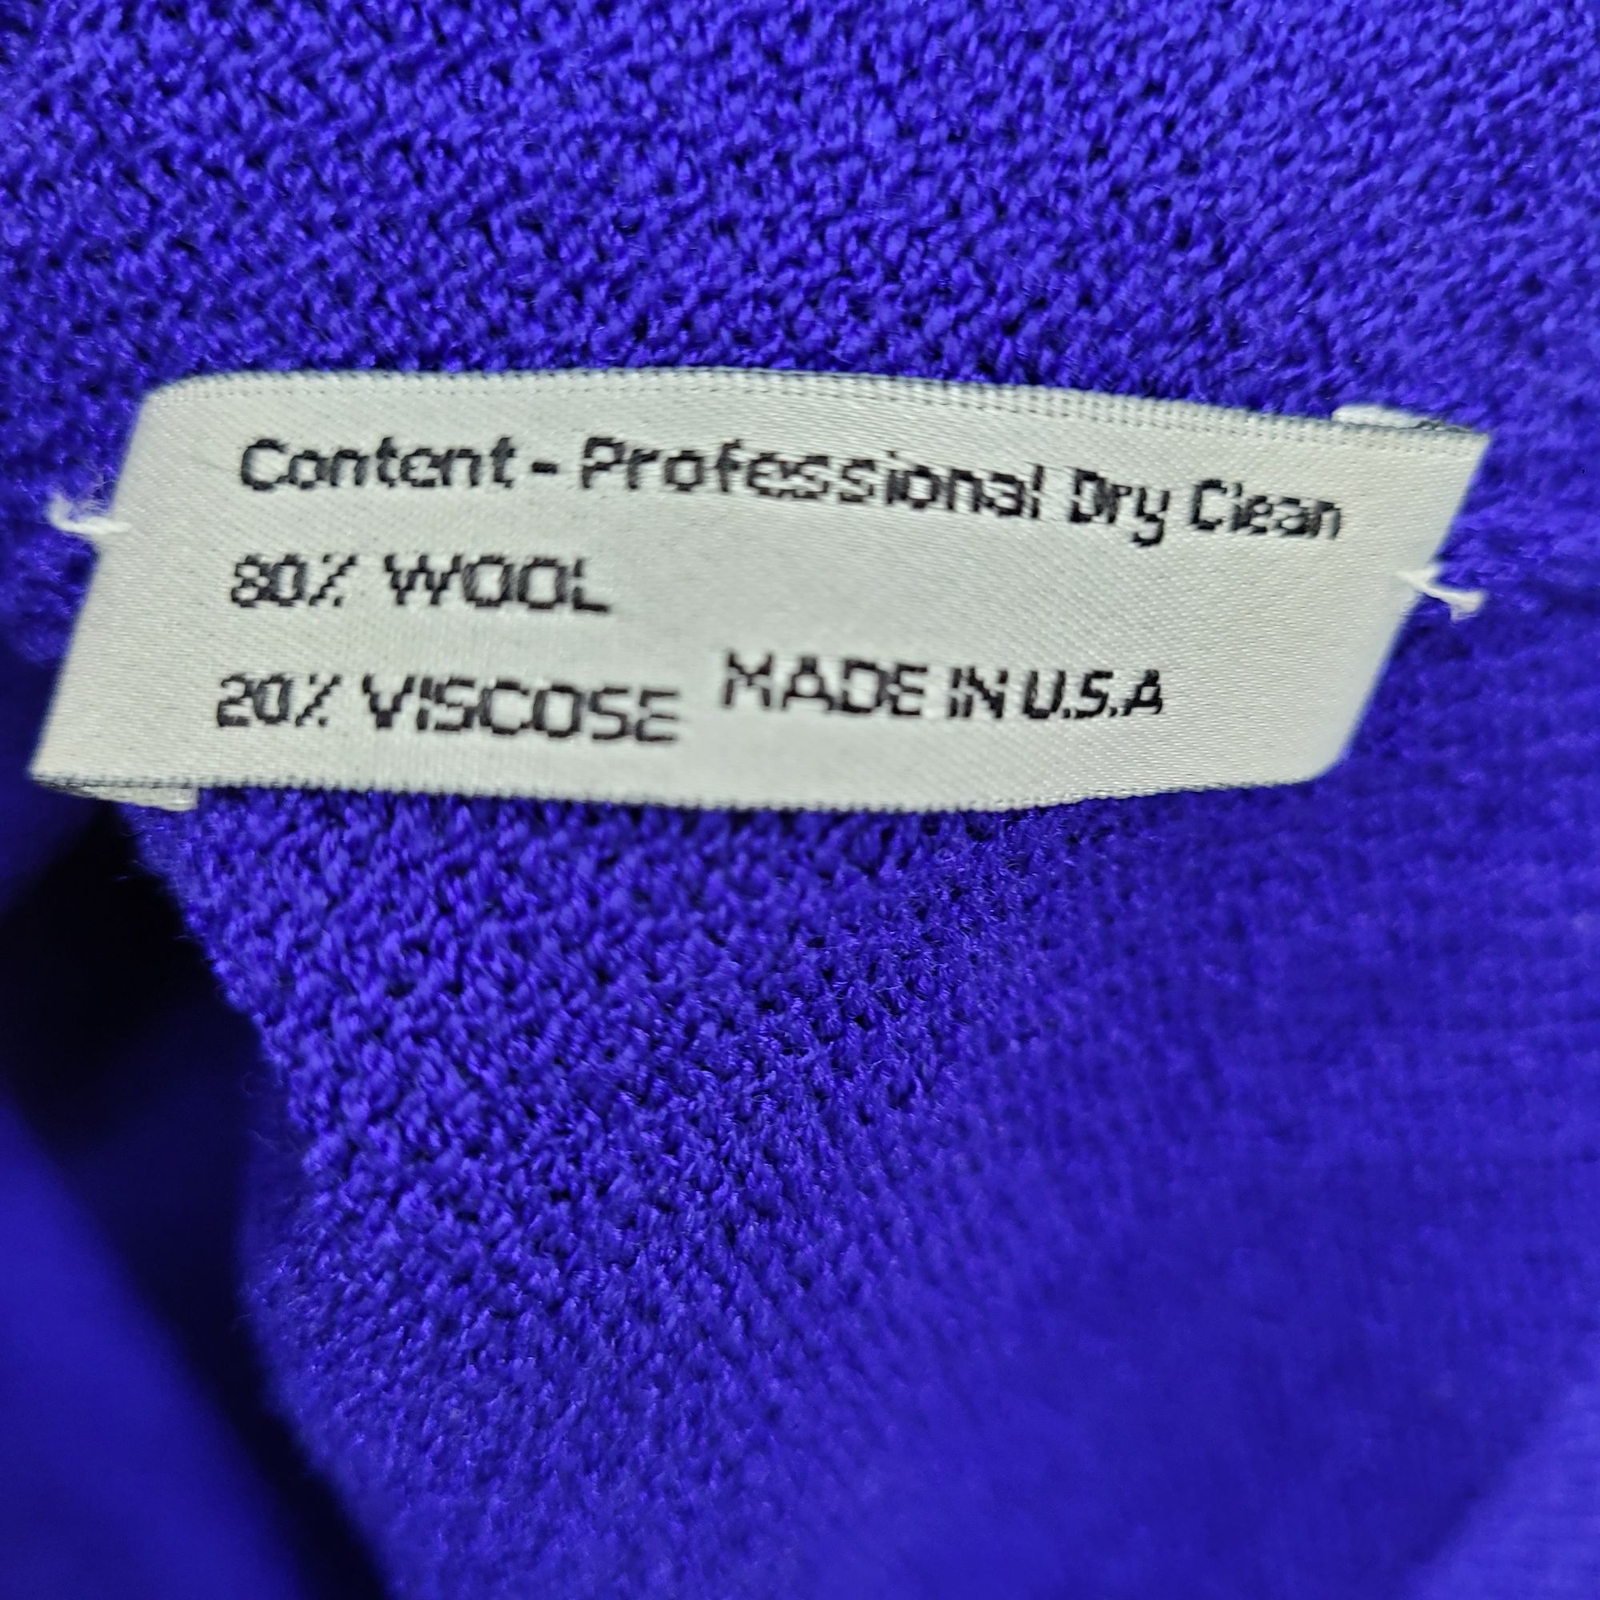 Content - Professional Dry Clean
80% WOOL
20% VISCOSE MADE IN U.S.A